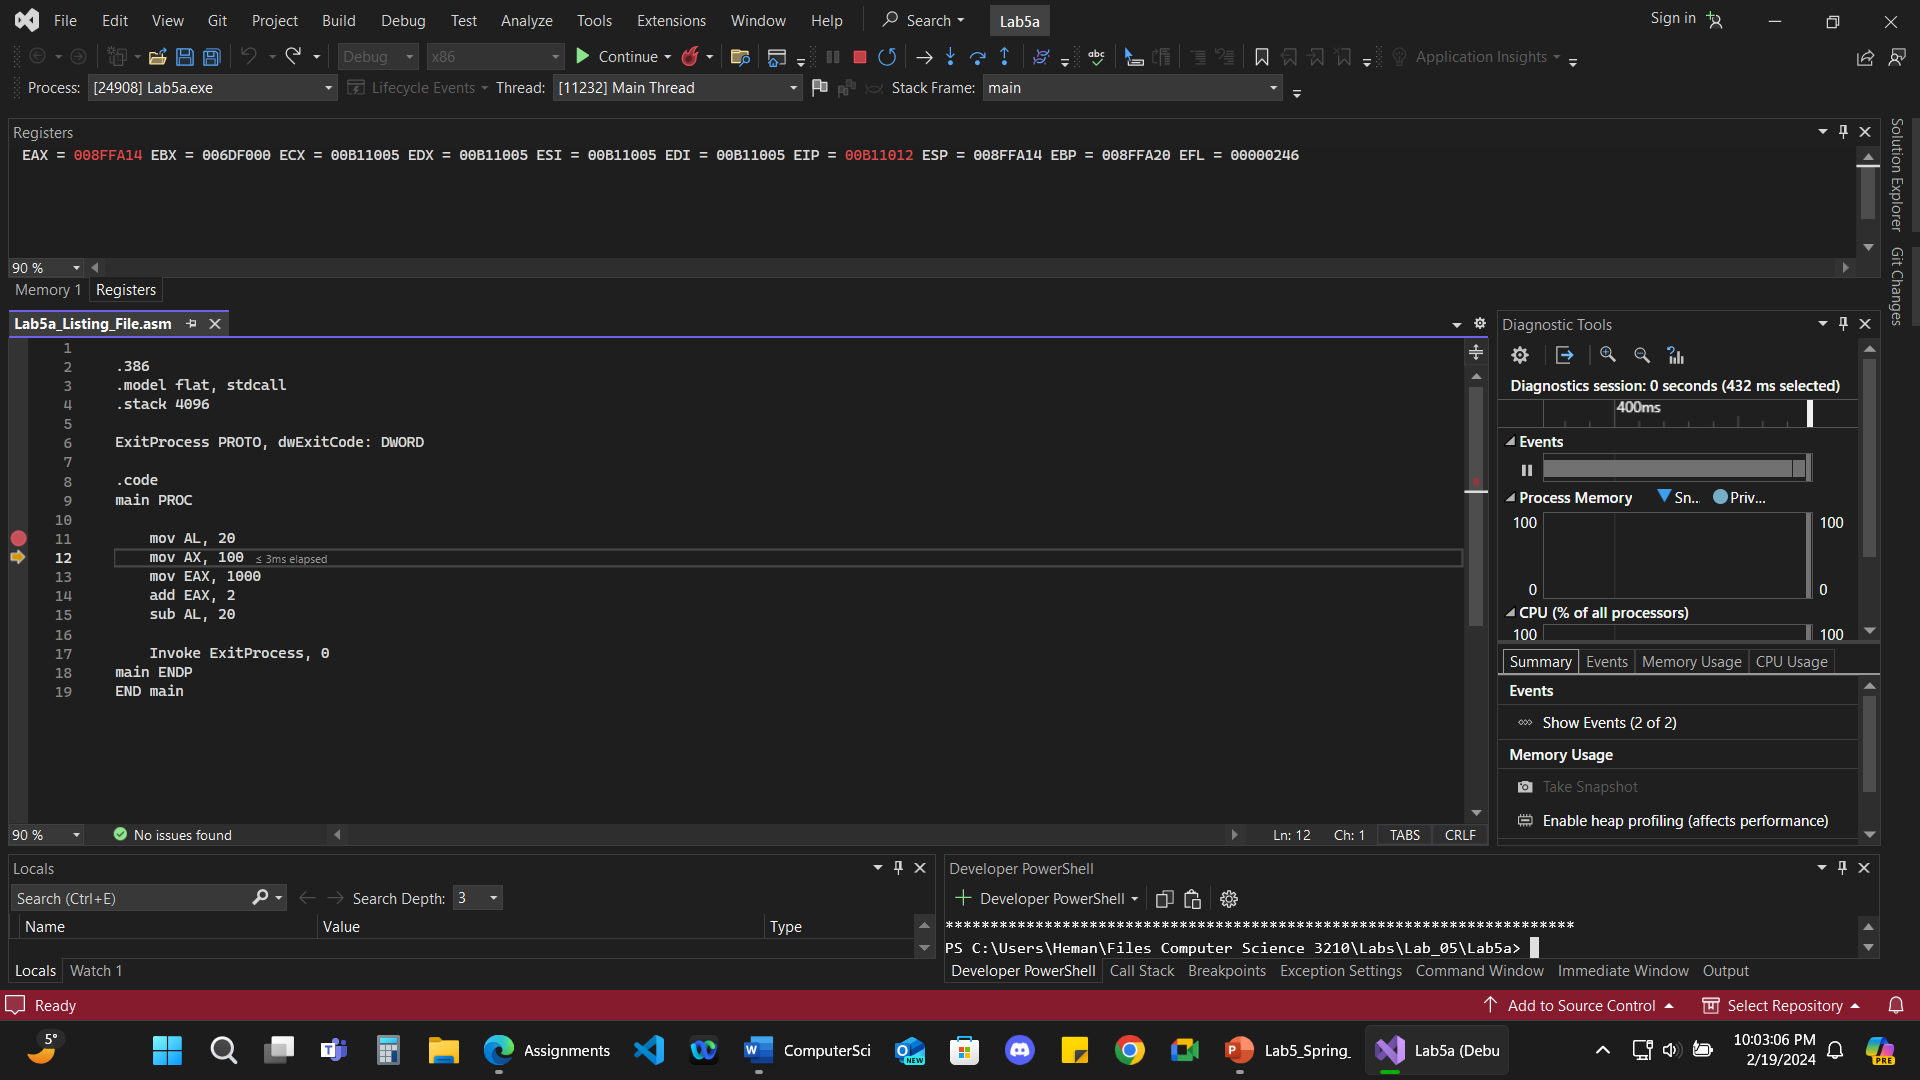 File Edit View Git Project Build Debug Test Analyze Tools Extensions Window Help Search Lab5a Sign in
Debug x86 Continue Application Insights
Process: [24908] Lab5a.exe Lifecycle Events Thread: [11232] Main Thread Stack Frame: main
Registers
EAX = 008FFA14 EBX = 006DF000 ECX = 00B11005 EDX = 00B11005 ESI = 00B11005 EDI = 00B11005 EIP = 00B11012 ESP = 008FFA14 EBP = 008FFA20 EFL = 00000246
90 %
Memory 1 Registers
Solution Explorer
Git Changes
Lab5a_Listing_File.asm
1
2 .386
3 .model flat, stdcall
4 .stack 4096
5
6 ExitProcess PROTO, dwExitCode: DWORD
7
8 .code
9 main PROC
10
11 mov AL, 20
12 mov AX, 100 ≤ 3ms elapsed
13 mov EAX, 1000
14 add EAX, 2
15 sub AL, 20
16
17 Invoke ExitProcess, 0
18 main ENDP
19 END main
90 % No issues found Ln: 12 Ch: 1 TABS CRLF
Diagnostic Tools
Diagnostics session: 0 seconds (432 ms selected)
400ms
Events
Process Memory Sn... Priv...
100 100
0 0
CPU (% of all processors)
100 100
Summary Events Memory Usage CPU Usage
Events
Show Events (2 of 2)
Memory Usage
Take Snapshot
Enable heap profiling (affects performance)
Locals
Search (Ctrl+E) Search Depth: 3
Name Value Type
Locals Watch 1
Developer PowerShell
Developer PowerShell
**********************************************************************
PS C:\Users\Heman\Files Computer Science 3210\Labs\Lab_05\Lab5a>
Developer PowerShell Call Stack Breakpoints Exception Settings Command Window Immediate Window Output
Ready Add to Source Control Select Repository
5° Assignments ComputerSci NEW Lab5_Spring_ Lab5a (Debu 10:03:06 PM PRE
2/19/2024